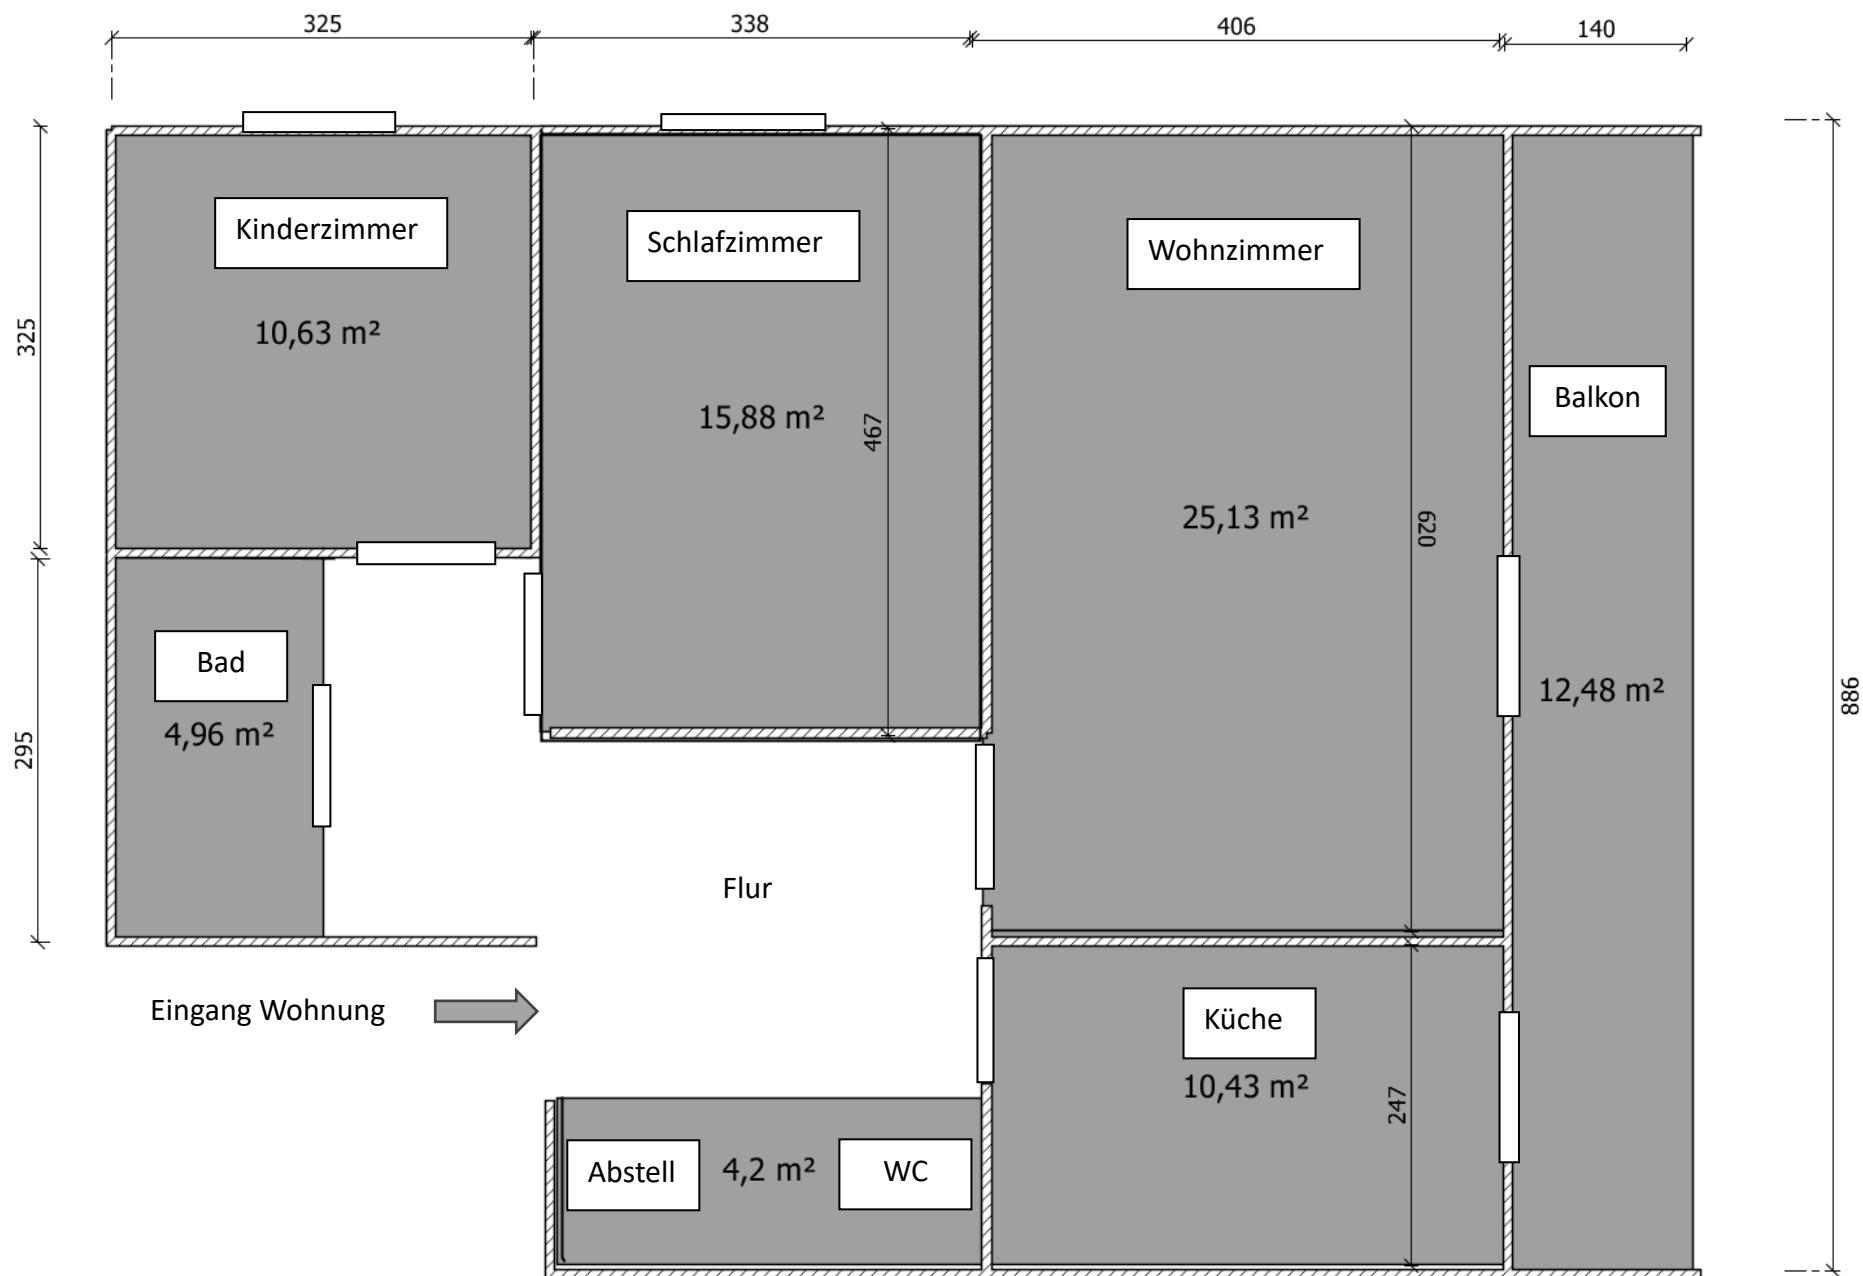 325
338
406
140
Kinderzimmer
Schlafzimmer
Wohnzimmer
10,63 m²
325
Balkon
15,88 m²
467
25,13 m²
620
Bad
4,96 m²
12,48 m²
886
295
Flur
Eingang Wohnung
Küche
10,43 m²
247
Abstell
4,2 m²
WC